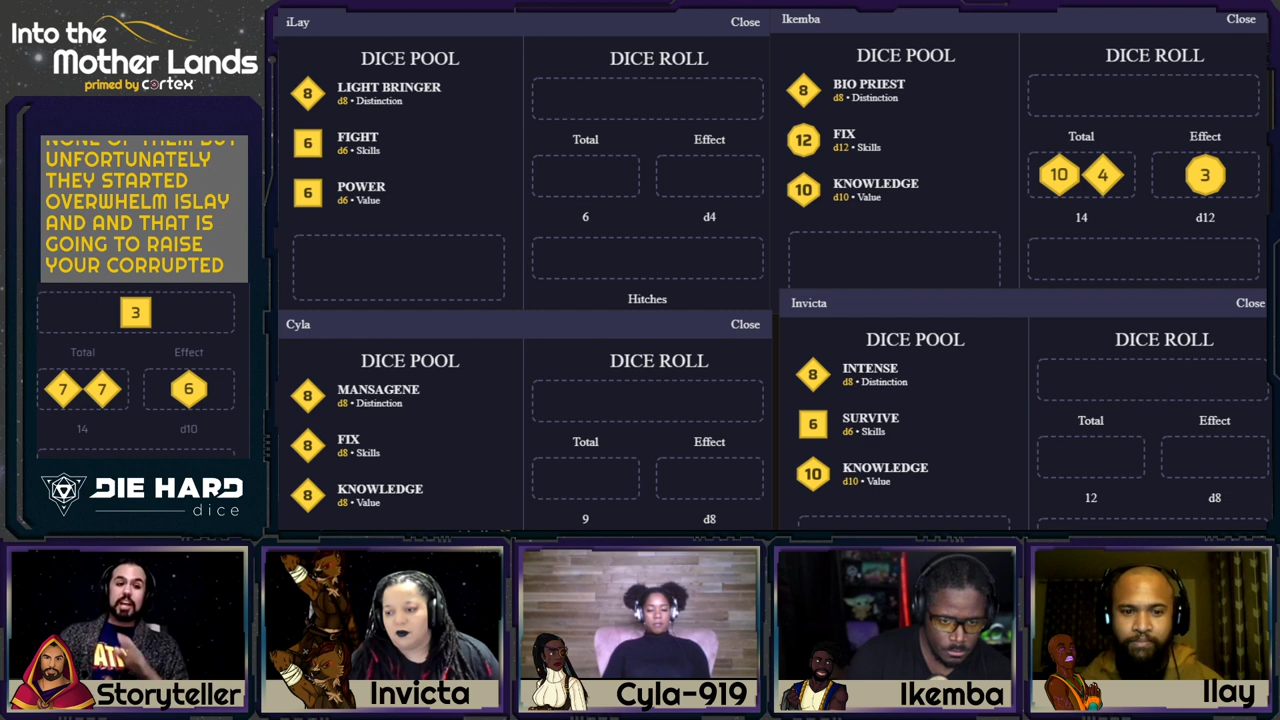 Into the
Mother Lands
primed by cortex
UNFORTUNATELY
THEY STARTED
OVERWHELM ISLAY
AND AND THAT IS
GOING TO RAISE
YOUR CORRUPTED
3
Total
Effect
7
7
6
14
d10
DIE HARD
dice
iLay
Close
DICE POOL
DICE ROLL
8
LIGHT BRINGER
d8 • Distinction
6
FIGHT
d6 • Skills
6
POWER
d6 • Value
Total
Effect
6
d4
Hitches
Ikemba
Close
DICE POOL
DICE ROLL
8
BIO PRIEST
d8 • Distinction
12
FIX
d12 • Skills
10
KNOWLEDGE
d10 • Value
Total
Effect
10
4
3
14
d12
Cyla
Close
DICE POOL
DICE ROLL
8
MANSAGENE
d8 • Distinction
8
FIX
d8 • Skills
8
KNOWLEDGE
d8 • Value
Total
Effect
9
d8
Invicta
Close
DICE POOL
DICE ROLL
8
INTENSE
d8 • Distinction
6
SURVIVE
d6 • Skills
10
KNOWLEDGE
d10 • Value
Total
Effect
12
d8
Storyteller
Invicta
Cyla-919
Ikemba
Ilay